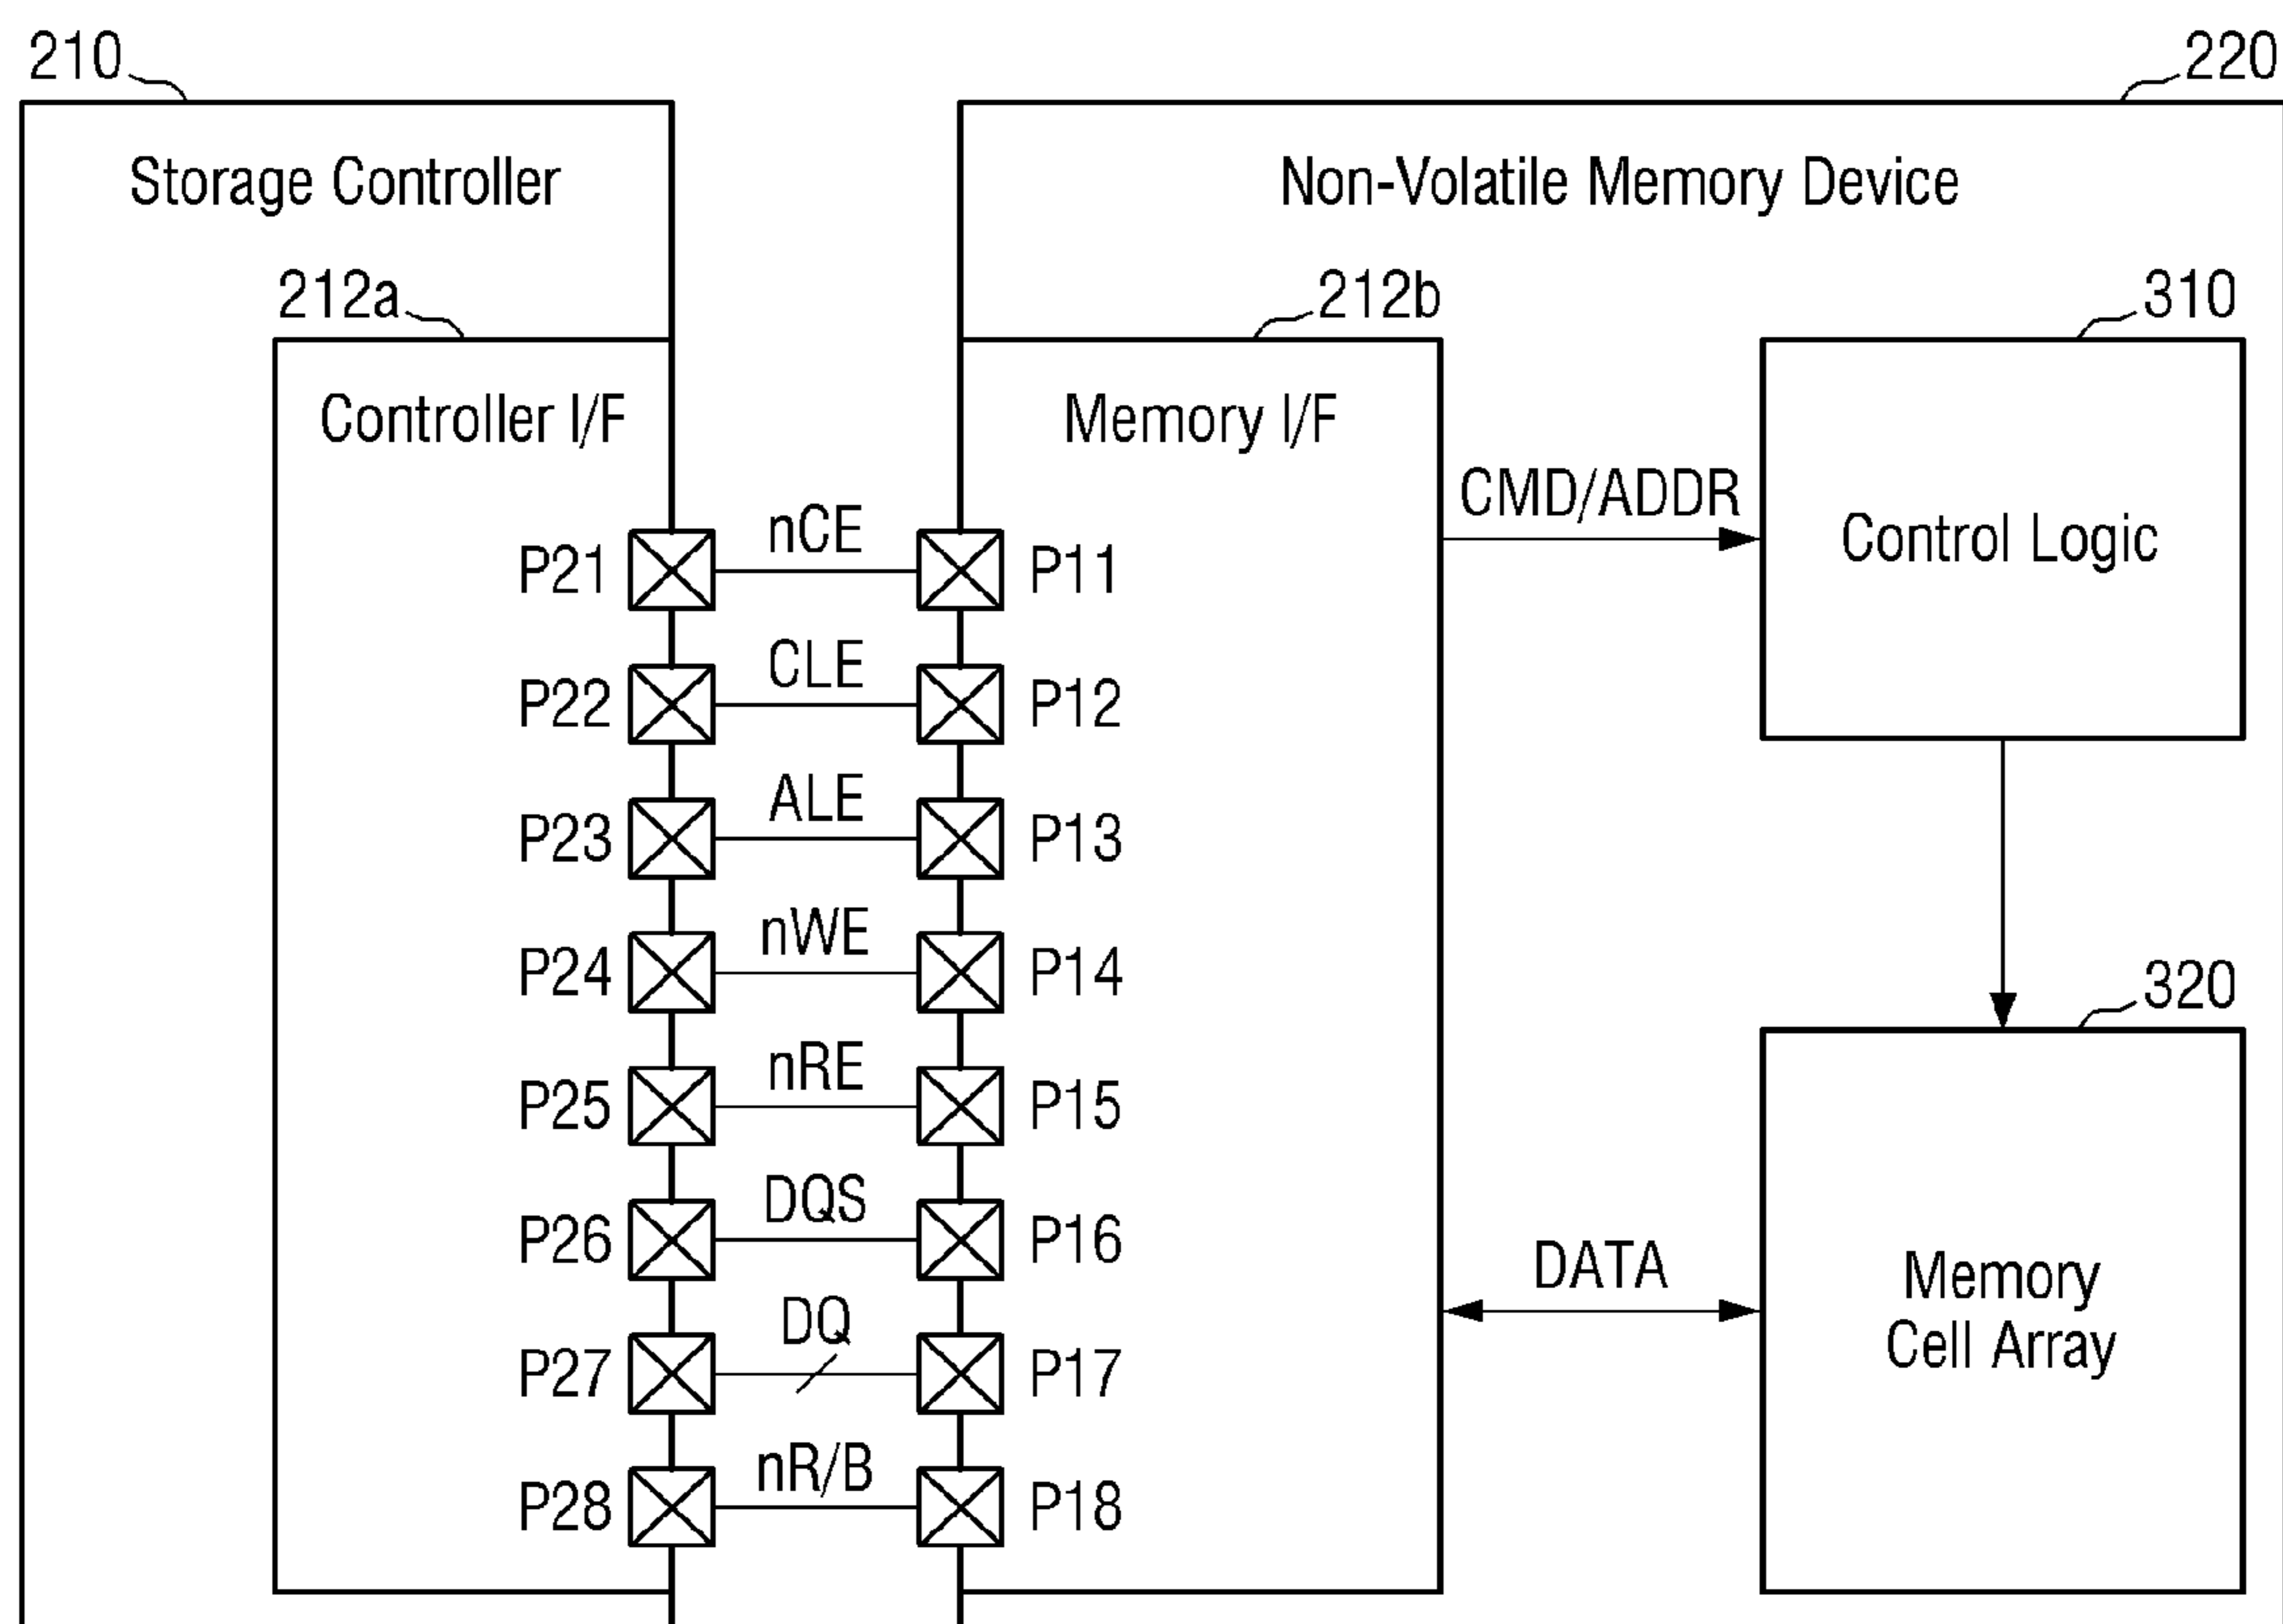 210
220
Storage Controller
Non-Volatile Memory Device
212a
212b
310
Controller I/F
Memory I/F
CMD/ADDR
Control Logic
P21
nCE
P11
P22
CLE
P12
P23
ALE
P13
P24
nWE
P14
320
P25
nRE
P15
P26
DQS
P16
DATA
Memory
Cell Array
P27
DQ
P17
P28
nR/B
P18